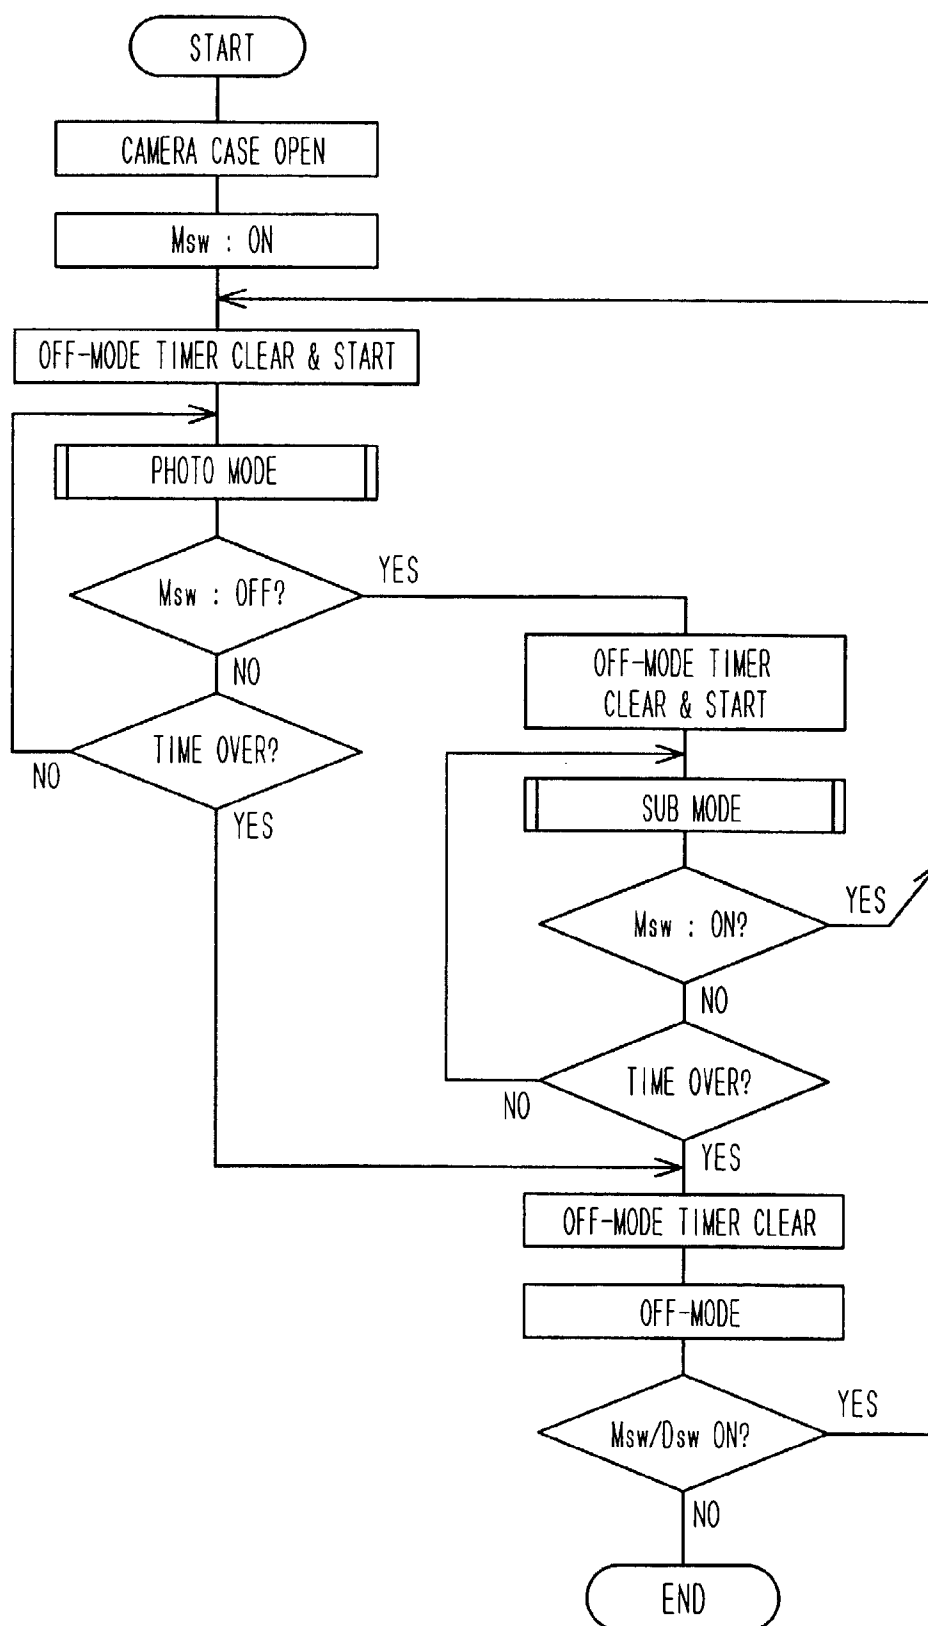 START
CAMERA CASE OPEN
Msw : ON
OFF-MODE TIMER CLEAR & START
PHOTO MODE
Msw : OFF?
YES
NO
TIME OVER?
NO
YES
OFF-MODE TIMER
CLEAR & START
SUB MODE
Msw : ON?
YES
NO
TIME OVER?
NO
YES
OFF-MODE TIMER CLEAR
OFF-MODE
Msw/Dsw ON?
YES
NO
END